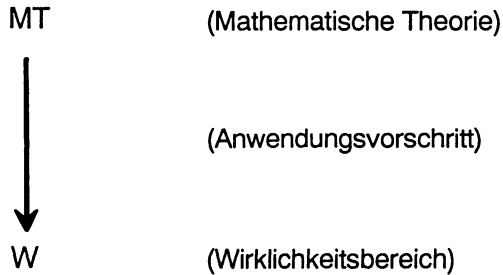 MT (Mathematische Theorie)
(Anwendungsvorschritt)
W (Wirklichkeitsbereich)